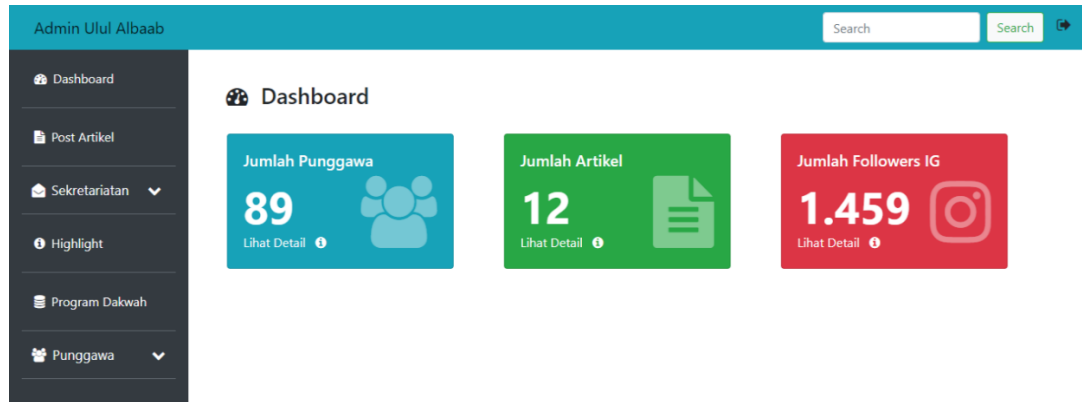 Admin Ulul Albaab
Search
Search
Dashboard
Post Artikel
Sekretariatan
Highlight
Program Dakwah
Punggawa
Dashboard
Jumlah Punggawa
89
Lihat Detail
Jumlah Artikel
12
Lihat Detail
Jumlah Followers IG
1.459
Lihat Detail